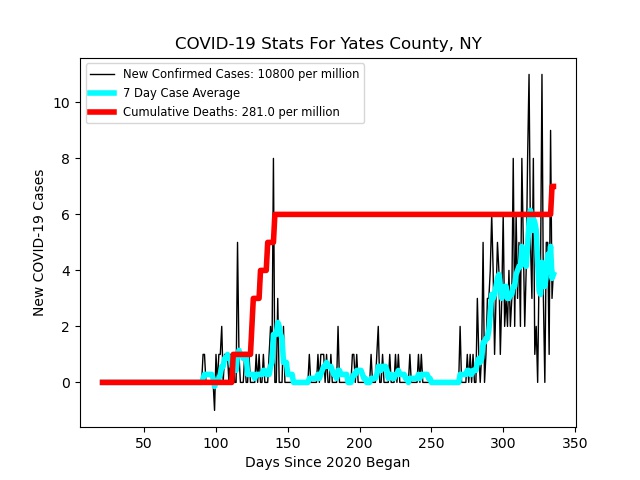 COVID-19 Stats For Yates County, NY
New Confirmed Cases: 10800 per million
7 Day Case Average
Cumulative Deaths: 281.0 per million
New COVID-19 Cases
10
8
6
4
2
0
50
100
150
200
250
300
350
Days Since 2020 Began